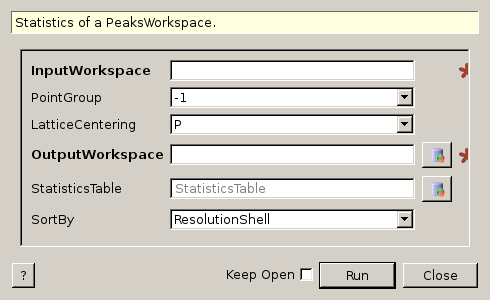 Statistics of a PeaksWorkspace.
InputWorkspace
PointGroup -1
LatticeCentering P
OutputWorkspace
StatisticsTable StatisticsTable
SortBy ResolutionShell
? Keep Open Run Close